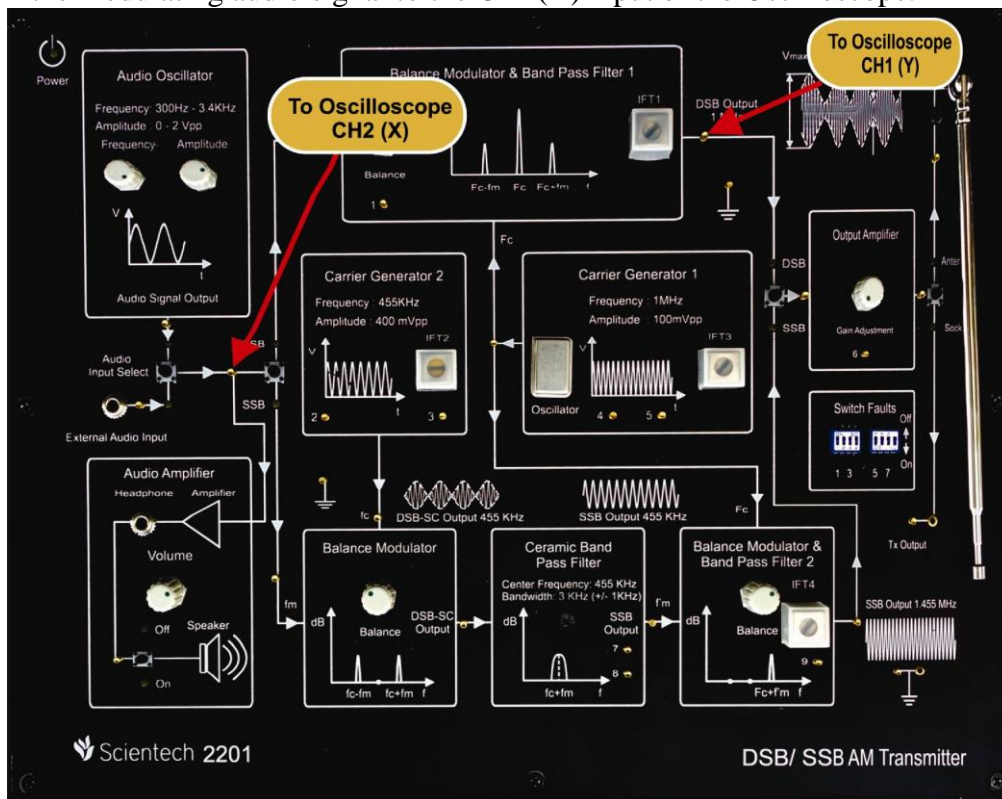 Power
Audio Oscillator
Frequency: 300Hz - 3.4KHz
Amplitude : 0 - 2 Vpp
Frequency
Amplitude
V
t
Audio Signal Output
Audio
Input Select
External Audio Input
Audio Amplifier
Headphone
Amplifier
Volume
Off
Speaker
On
To Oscilloscope
CH2 (X)
Balance Modulator & Band Pass Filter 1
IFT1
Balance
1
Fc-fm
Fc
Fc+fm
f
DSB Output
To Oscilloscope
CH1 (Y)
Vmax
Fc
Carrier Generator 2
Frequency : 455KHz
Amplitude : 400 mVpp
V
IFT2
t
2
3
SSB
Carrier Generator 1
Frequency : 1MHz
Amplitude : 100mVpp
V
IFT3
Oscillator
4
5
t
Output Amplifier
Gain Adjustment
6
DSB
SSB
Anter
Sock
Switch Faults
Off
On
1 3
5 7
Tx Output
fc
DSB-SC Output 455 KHz
SSB Output 455 KHz
Fc
fm
Balance Modulator
dB
Balance
DSB-SC
Output
fc-fm
fc+fm
f
Ceramic Band
Pass Filter
Center Frequency: 455 KHz
Bandwidth: 3 KHz (+/- 1KHz)
dB
SSB
Output
7
8
fc+fm
f
f'm
Balance Modulator &
Band Pass Filter 2
dB
IFT4
Balance
9
Fc+f'm
f
SSB Output 1.455 MHz
Scientech 2201
DSB/ SSB AM Transmitter